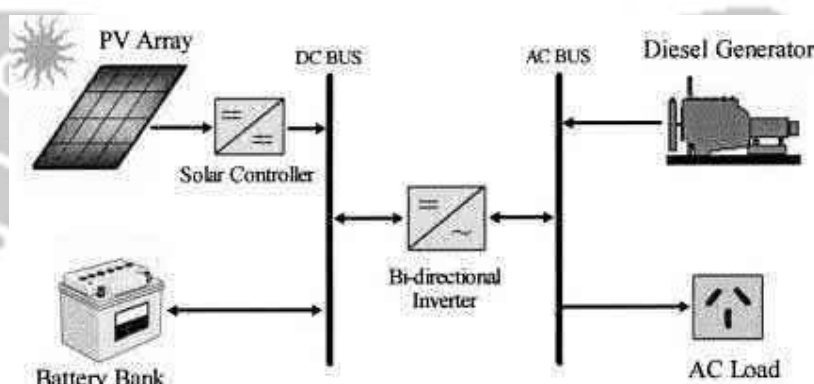 PV Array
DC BUS
AC BUS
Diesel Generator
Solar Controller
Bi-directional
Inverter
Battery Bank
AC Load